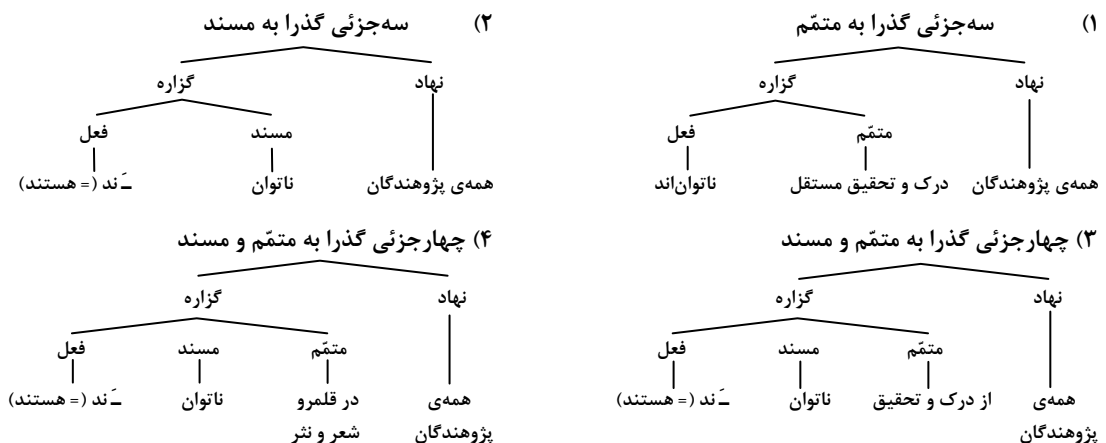 ۱) سه‌جزئی گذرا به متمّم
نهاد
گزاره
متمّم
فعل
همه‌ی پژوهندگان
درک و تحقیق مستقل
ناتوان‌اند
۲) سه‌جزئی گذرا به مسند
نهاد
گزاره
مسند
فعل
همه‌ی پژوهندگان
ناتوان
ـَ ند (= هستند)
۳) چهارجزئی گذرا به متمّم و مسند
نهاد
گزاره
متمّم
مسند
فعل
همه‌ی
پژوهندگان
از درک و تحقیق
ناتوان
ـَ ند (= هستند)
۴) چهارجزئی گذرا به متمّم و مسند
نهاد
گزاره
متمّم
مسند
فعل
همه‌ی
پژوهندگان
در قلمرو
شعر و نثر
ناتوان
ـَ ند (= هستند)